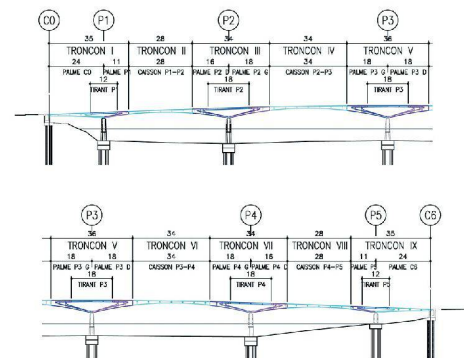 C0 P1 P2 P3
35 28 34 34 36
TRONCON I TRONCON II TRONCON III TRONCON IV TRONCON V
24 11 28 16 18 34 18 18
PALME C0 PALME P1 CAISSON P1-P2 PALME P2 D PALME P2 G CAISSON P2-P3 PALME P3 G PALME P3 D
12 18 18
TIRANT P1 TIRANT P2 TIRANT P3
P3 P4 P5 C6
36 34 34 28 35
TRONCON V TRONCON VI TRONCON VII TRONCON VIII TRONCON IX
18 18 34 18 16 28 11 24
PALME P3 G PALME P3 D CAISSON P3-P4 PALME P4 G PALME P4 D CAISSON P4-P5 PALME P5 PALME C6
18 18 12
TIRANT P3 TIRANT P4 TIRANT P5